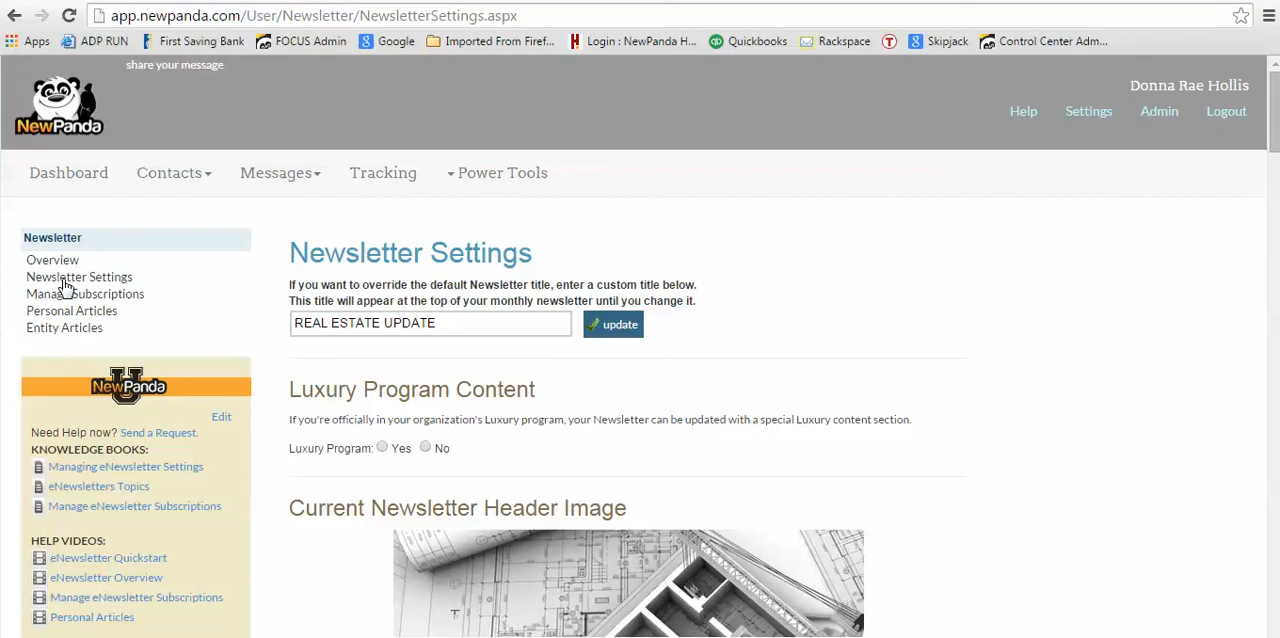 app.newpanda.com/User/Newsletter/NewsletterSettings.aspx
Apps ADP RUN First Saving Bank FOCUS Admin Google Imported From Firef... Login : NewPanda H... Quickbooks Rackspace T Skipjack Control Center Adm...
share your message
NewPanda
Donna Rae Hollis
Help Settings Admin Logout
Dashboard Contacts Messages Tracking Power Tools
Newsletter
Overview
Newsletter Settings
Manage Subscriptions
Personal Articles
Entity Articles
U
NewPanda
Edit
Need Help now? Send a Request.
KNOWLEDGE BOOKS:
Managing eNewsletter Settings
eNewsletters Topics
Manage eNewsletter Subscriptions
HELP VIDEOS:
eNewsletter Quickstart
eNewsletter Overview
Manage eNewsletter Subscriptions
Personal Articles
Newsletter Settings
If you want to override the default Newsletter title, enter a custom title below.
This title will appear at the top of your monthly newsletter until you change it.
REAL ESTATE UPDATE update
Luxury Program Content
If you're officially in your organization's Luxury program, your Newsletter can be updated with a special Luxury content section.
Luxury Program: Yes No
Current Newsletter Header Image